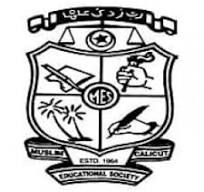 رب زدني علما
MES
MUSLIM CALICUT
ESTD. 1964
EDUCATIONAL SOCIETY